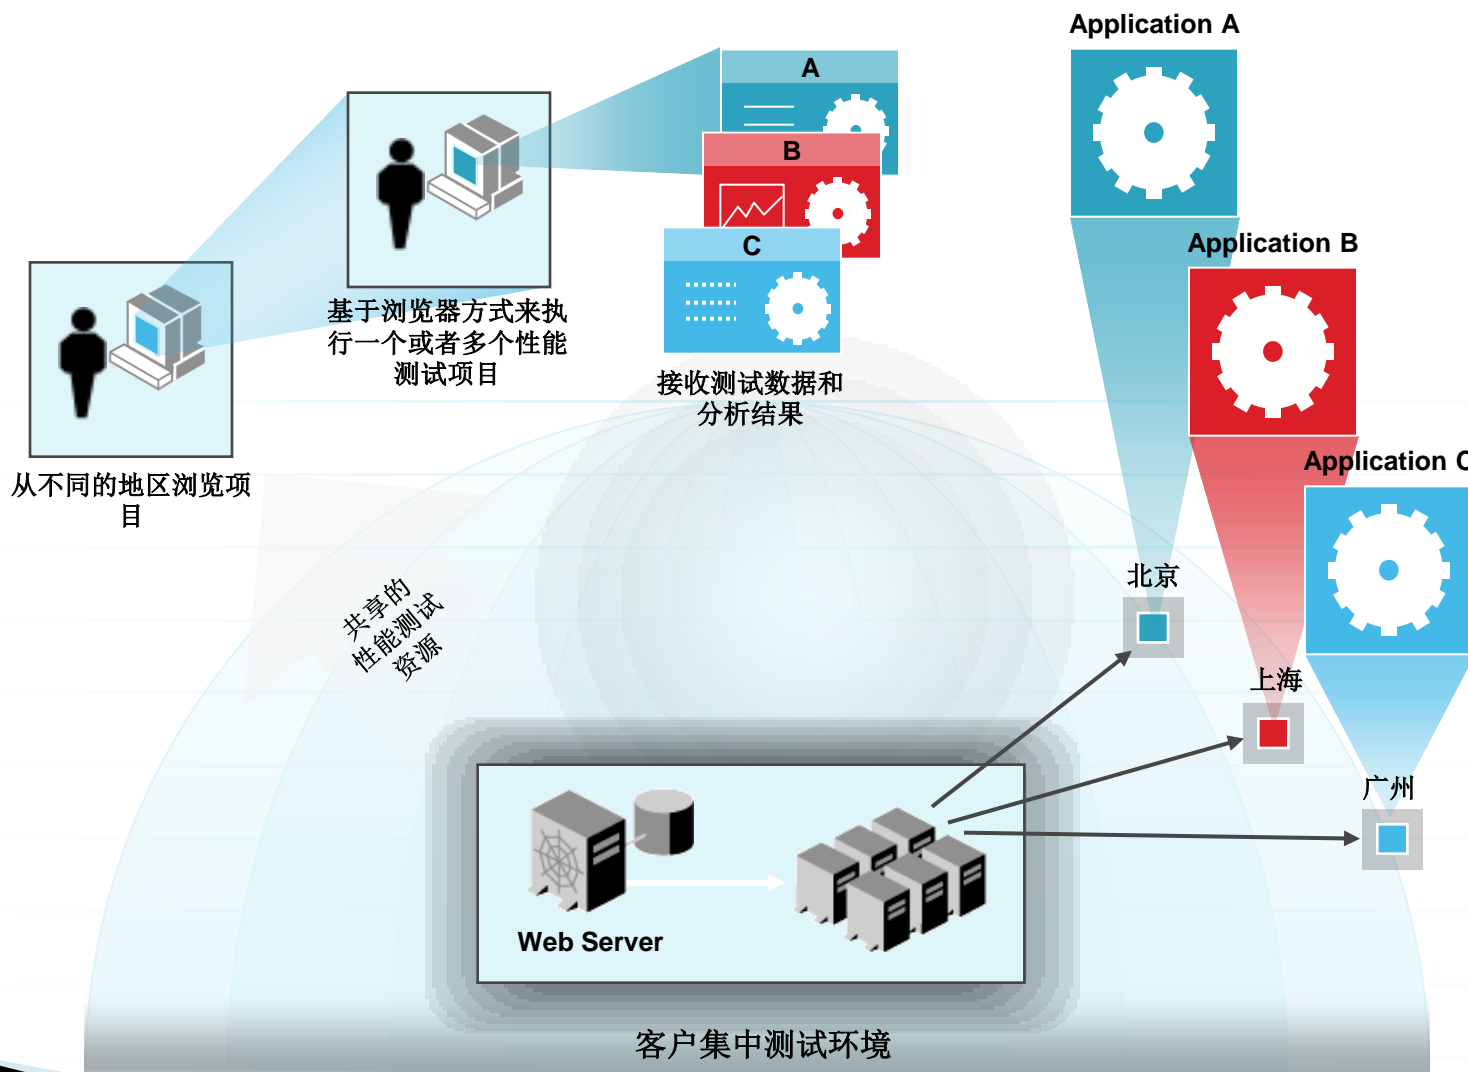 Application A
A
B
C
Application B
基于浏览器方式来执
行一个或者多个性能
测试项目
接收测试数据和
分析结果
Application C
从不同的地区浏览项
目
共享的
性能测试
资源
北京
上海
广州
Web Server
客户集中测试环境